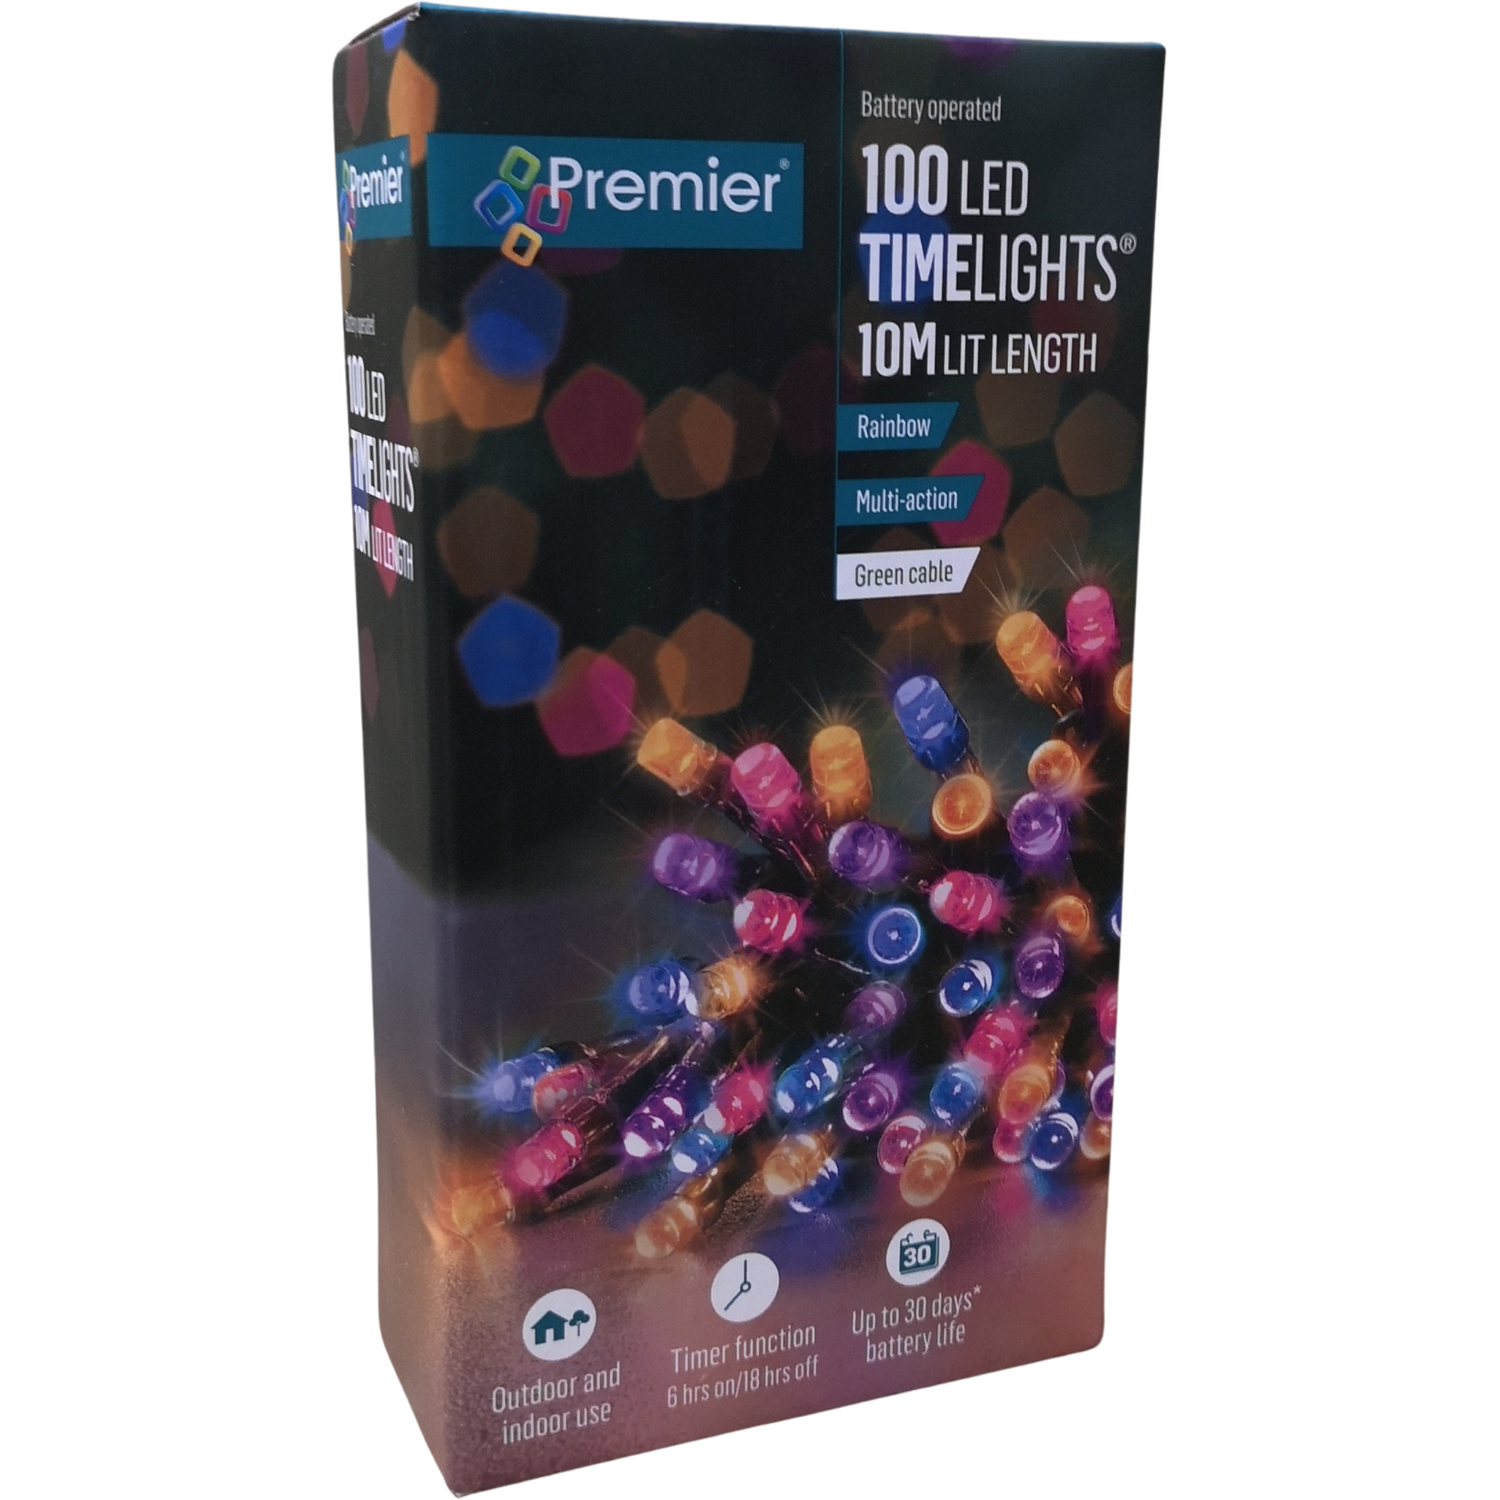 Premier®
Battery operated
100 LED
TIMELIGHTS®
10M LIT LENGTH
Rainbow
Multi-action
Green cable
30
Outdoor and
indoor use
Timer function
6 hrs on/18 hrs off
Up to 30 days*
battery life
Premier
Battery operated
100 LED
TIMELIGHTS®
10M LIT LENGTH